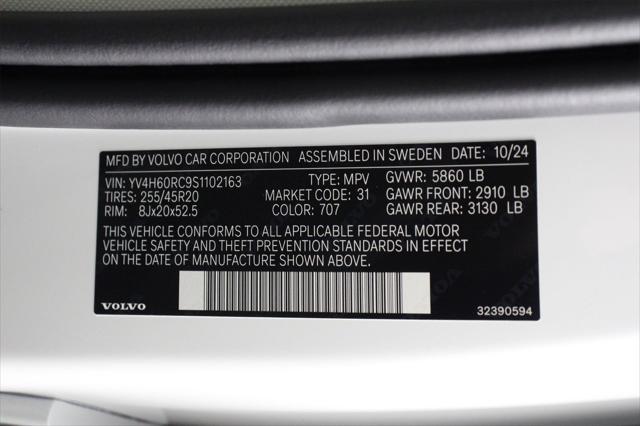 MFD BY VOLVO CAR CORPORATION ASSEMBLED IN SWEDEN DATE: 10/24
VIN: YV4H60RC9S1102163 TYPE: MPV GVWR: 5860 LB
TIRES: 255/45R20 MARKET CODE: 31 GAWR FRONT: 2910 LB
RIM: 8Jx20x52.5 COLOR: 707 GAWR REAR: 3130 LB
THIS VEHICLE CONFORMS TO ALL APPLICABLE FEDERAL MOTOR
VEHICLE SAFETY AND THEFT PREVENTION STANDARDS IN EFFECT
ON THE DATE OF MANUFACTURE SHOWN ABOVE.
VOLVO 32390594